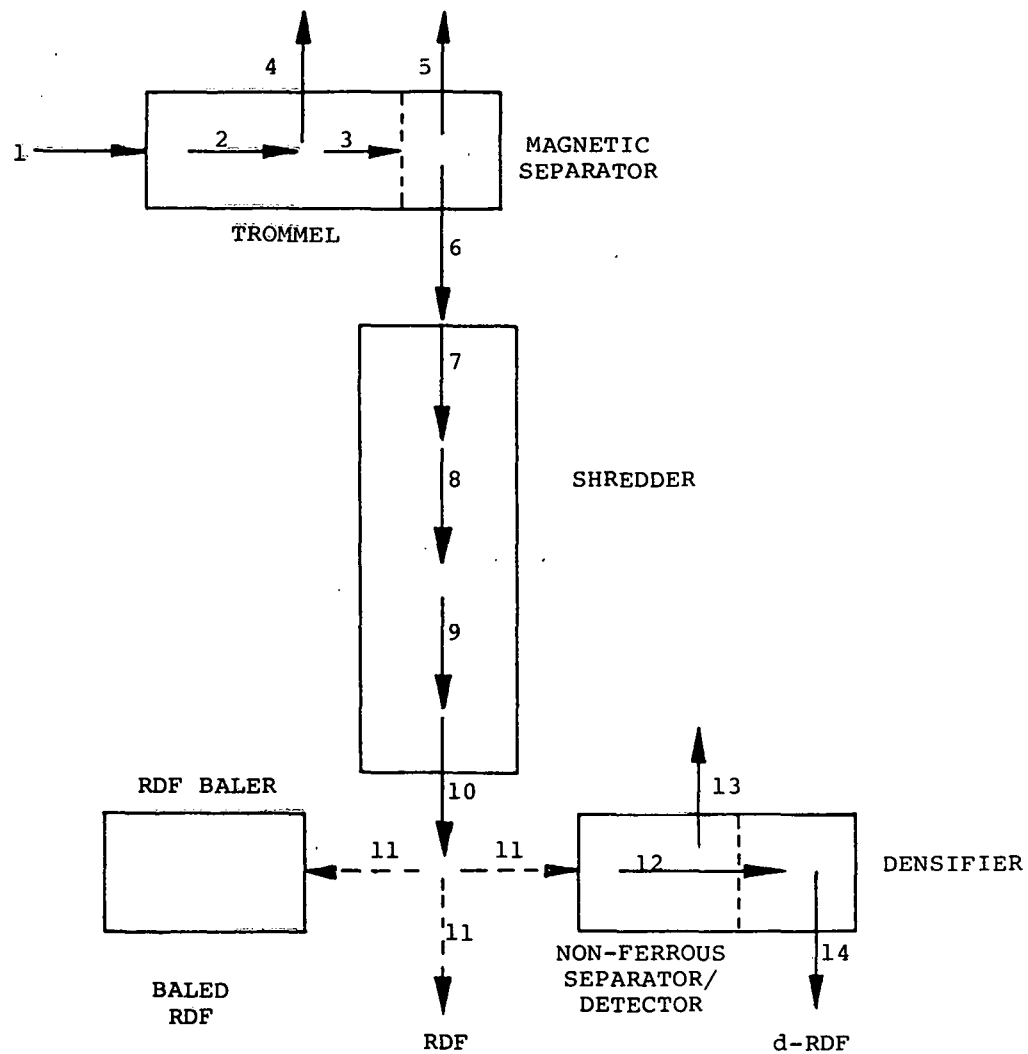 4
5
1
2
3
MAGNETIC
SEPARATOR
TROMMEL
6
7
8
SHREDDER
9
RDF BALER
10
13
11
11
12
DENSIFIER
11
NON-FERROUS
SEPARATOR/
DETECTOR
14
BALED
RDF
RDF
d-RDF